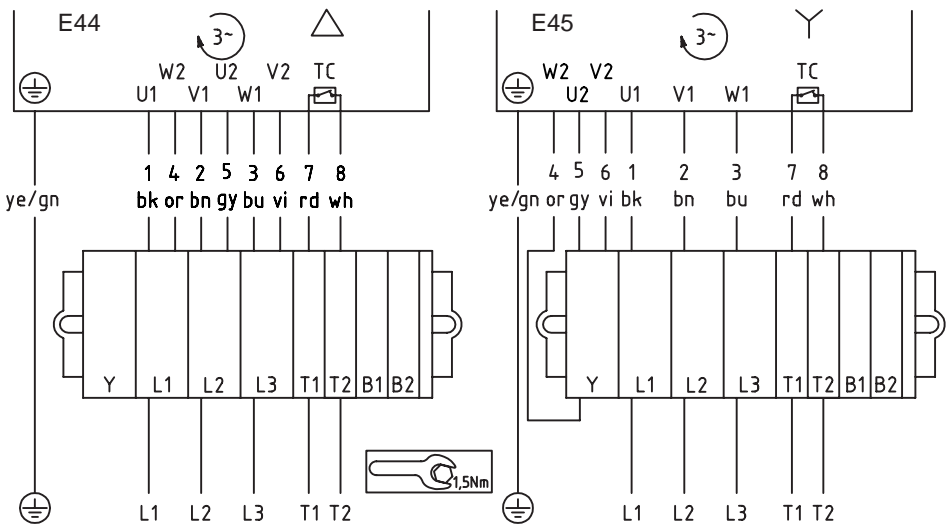 E44 3~ E45 3~
W2 U2 V2 TC W2 V2 TC
U1 V1 W1 U2 U1 V1 W1
1 4 2 5 3 6 7 8 4 5 6 1 2 3 7 8
ye/gn bk or bn gy bu vi rd wh ye/gn or gy vi bk bn bu rd wh
Y L1 L2 L3 T1 T2 B1 B2 Y L1 L2 L3 T1 T2 B1 B2
1,5Nm
L1 L2 L3 T1 T2 L1 L2 L3 T1 T2